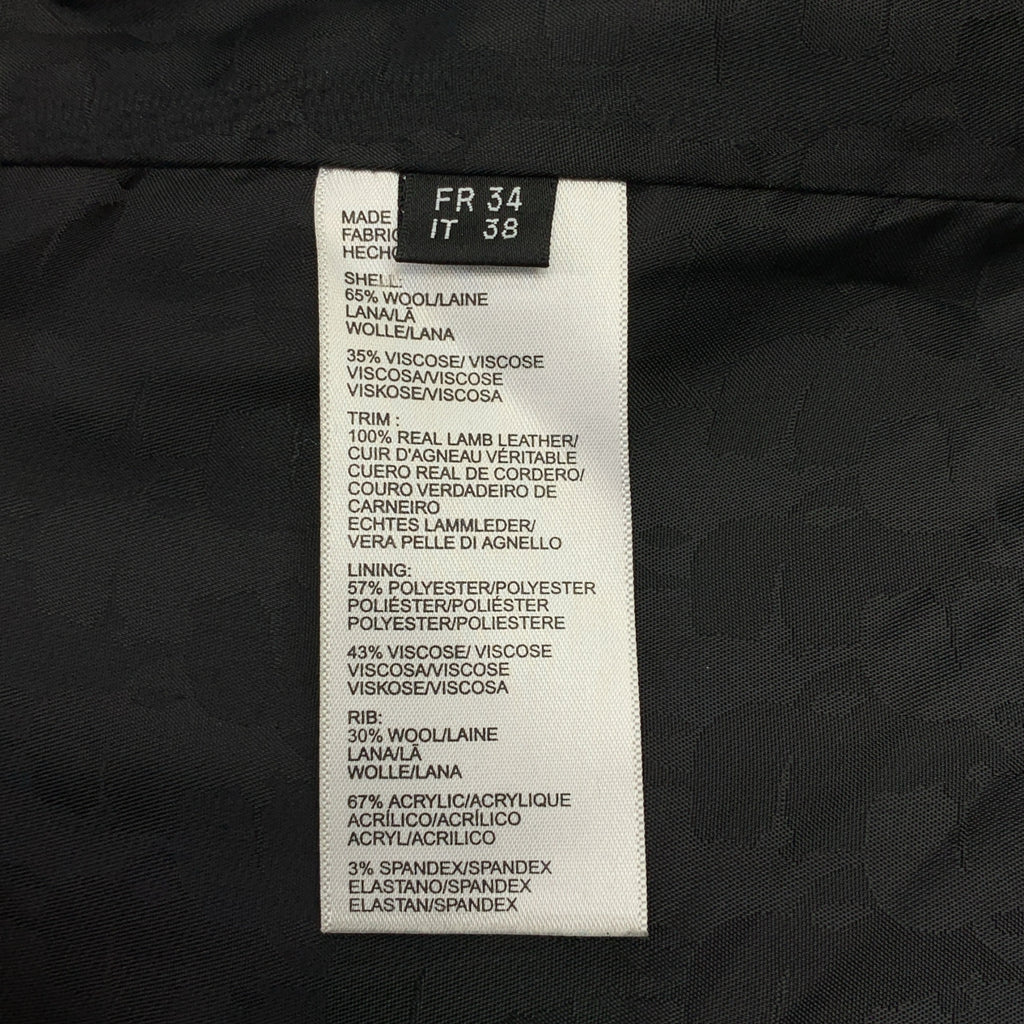 FR 34
IT 38
MADE
FABRIC
HECHO
SHELL:
65% WOOL/LAINE
LANA/LÃ
WOLLE/LANA
35% VISCOSE/ VISCOSE
VISCOSA/VISCOSE
VISKOSE/VISCOSA
TRIM :
100% REAL LAMB LEATHER/
CUIR D'AGNEAU VÉRITABLE
CUERO REAL DE CORDERO/
COURO VERDADEIRO DE
CARNEIRO
ECHTES LAMMLEDER/
VERA PELLE DI AGNELLO
LINING:
57% POLYESTER/POLYESTER
POLIÉSTER/POLIÉSTER
POLYESTER/POLIESTERE
43% VISCOSE/ VISCOSE
VISCOSA/VISCOSE
VISKOSE/VISCOSA
RIB:
30% WOOL/LAINE
LANA/LÃ
WOLLE/LANA
67% ACRYLIC/ACRYLIQUE
ACRÍLICO/ACRÍLICO
ACRYL/ACRILICO
3% SPANDEX/SPANDEX
ELASTANO/SPANDEX
ELASTAN/SPANDEX